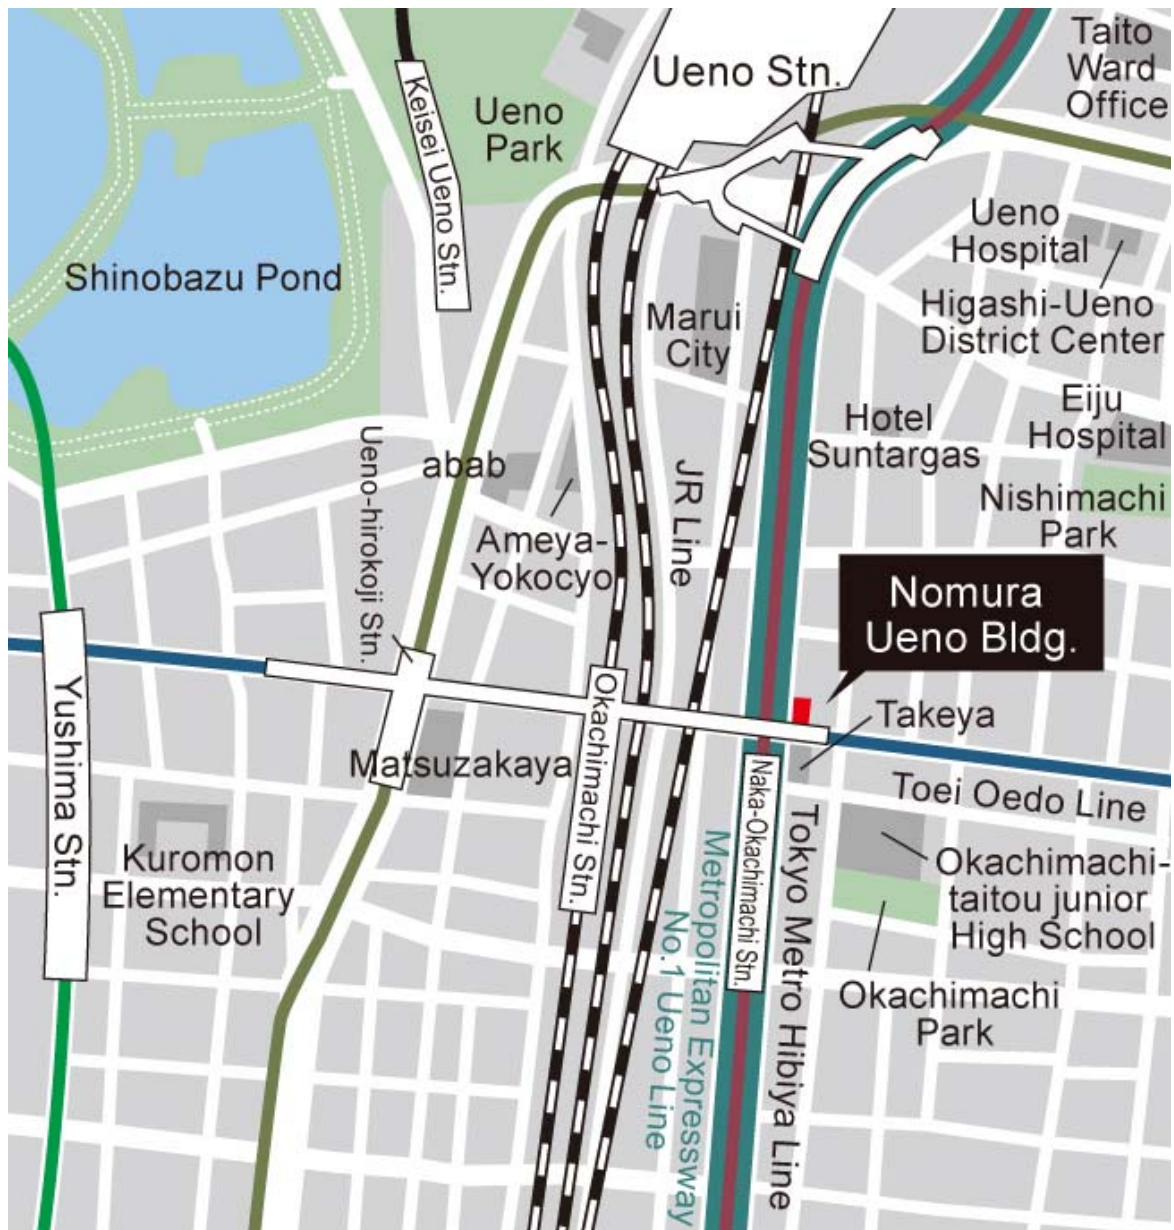 Taito
Ward
Office
Ueno Stn.
Keisei Ueno Stn.
Ueno
Park
Ueno
Hospital
Shinobazu Pond
Higashi-Ueno
District Center
Marui
City
Eiju
Hospital
Hotel
Suntargas
Ueno-hirokoji Stn.
abab
JR Line
Nishimachi
Park
Ameya-
Yokocyo
Nomura
Ueno Bldg.
Yushima Stn.
Okachimachi Stn.
Takeya
Matsuzakaya
Naka-Okachimachi Stn.
Toei Oedo Line
Tokyo Metro Hibiya Line
Metropolitan Expressway
No.1 Ueno Line
Kuromon
Elementary
School
Okachimachi-
taitou junior
High School
Okachimachi
Park